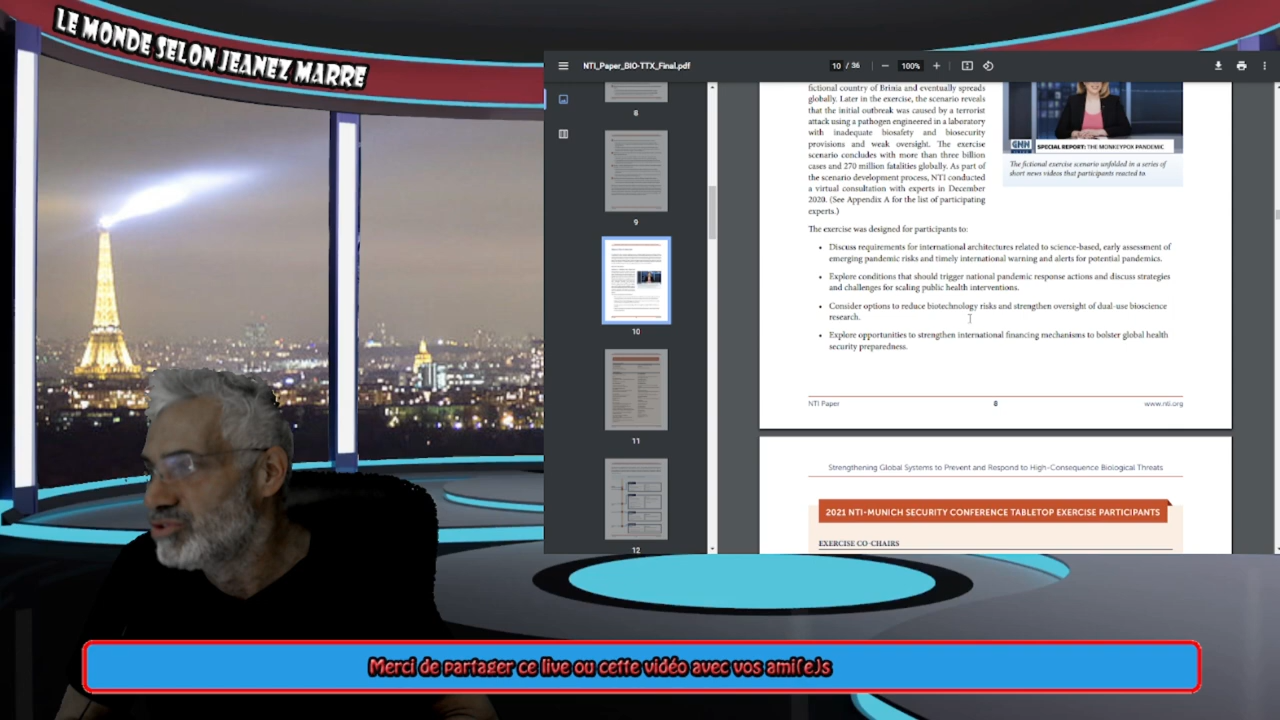 LE MONDE SELON JEANEZ MARRE
NTI_Paper_BIO-TTX_Final.pdf
10 / 36
100%
8
9
10
11
12
fictional country of Brinia and eventually spreads
globally. Later in the exercise, the scenario reveals
that the initial outbreak was caused by a terrorist
attack using a pathogen engineered in a laboratory
with inadequate biosafety and biosecurity
provisions and weak oversight. The exercise
scenario concludes with more than three billion
cases and 270 million fatalities globally. As part of
the scenario development process, NTI conducted
a virtual consultation with experts in December
2020. (See Appendix A for the list of participating
experts.)
GNN SPECIAL REPORT: THE MONKEYPOX PANDEMIC
The fictional exercise scenario unfolded in a series of
short news videos that participants reacted to.
The exercise was designed for participants to:
• Discuss requirements for international architectures related to science-based, early assessment of
emerging pandemic risks and timely international warning and alerts for potential pandemics.
• Explore conditions that should trigger national pandemic response actions and discuss strategies
and challenges for scaling public health interventions.
• Consider options to reduce biotechnology risks and strengthen oversight of dual-use bioscience
research.
• Explore opportunities to strengthen international financing mechanisms to bolster global health
security preparedness.
NTI Paper 8 www.nti.org
Strengthening Global Systems to Prevent and Respond to High-Consequence Biological Threats
2021 NTI-MUNICH SECURITY CONFERENCE TABLETOP EXERCISE PARTICIPANTS
EXERCISE CO-CHAIRS
Merci de partager ce live ou cette vidéo avec vos ami(e)s